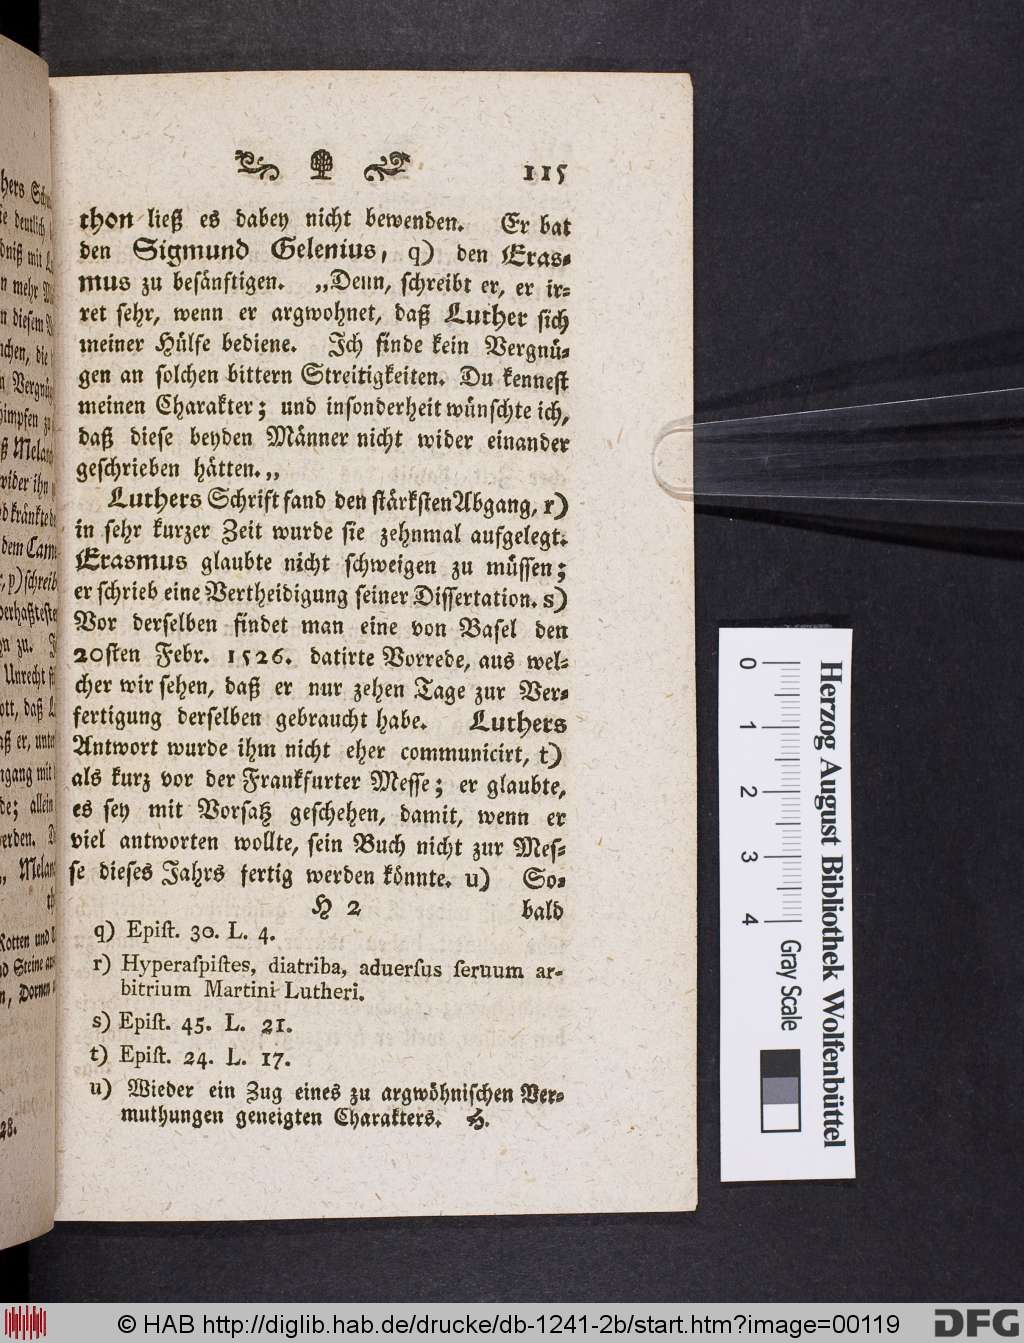 115
thon ließ es dabey nicht bewenden. Er bat
den Sigmund Gelenius, q) den Eras-
mus zu besänftigen. „Denn, schreibt er, er ir-
ret sehr, wenn er argwohnet, daß Luther sich
meiner Hülfe bediene. Ich finde kein Vergnü-
gen an solchen bittern Streitigkeiten. Du kennest
meinen Charakter; und insonderheit wünschte ich,
daß diese beyden Männer nicht wider einander
geschrieben hätten.„
Luthers Schrift fand den stärksten Abgang, r)
in sehr kurzer Zeit wurde sie zehnmal aufgelegt.
Erasmus glaubte nicht schweigen zu müssen;
er schrieb eine Vertheidigung seiner Dissertation. s)
Vor derselben findet man eine von Basel den
20sten Febr. 1526. datirte Vorrede, aus wel-
cher wir sehen, daß er nur zehen Tage zur Ver-
fertigung derselben gebraucht habe. Luthers
Antwort wurde ihm nicht eher communicirt, t)
als kurz vor der Frankfurter Messe; er glaubte,
es sey mit Vorsatz geschehen, damit, wenn er
viel antworten wollte, sein Buch nicht zur Mes-
se dieses Jahrs fertig werden könnte. u) So-
H 2 bald
q) Epist. 30. L. 4.
r) Hyperaspistes, diatriba, aduersus seruum ar-
bitrium Martini Lutheri.
s) Epist. 45. L. 21.
t) Epist. 24. L. 17.
u) Wieder ein Zug eines zu argwöhnischen Ver-
muthungen geneigten Charakters. H.
0 1 2 3 4
Herzog August Bibliothek Wolfenbüttel
Gray Scale
© HAB http://diglib.hab.de/drucke/db-1241-2b/start.htm?image=00119
DFG